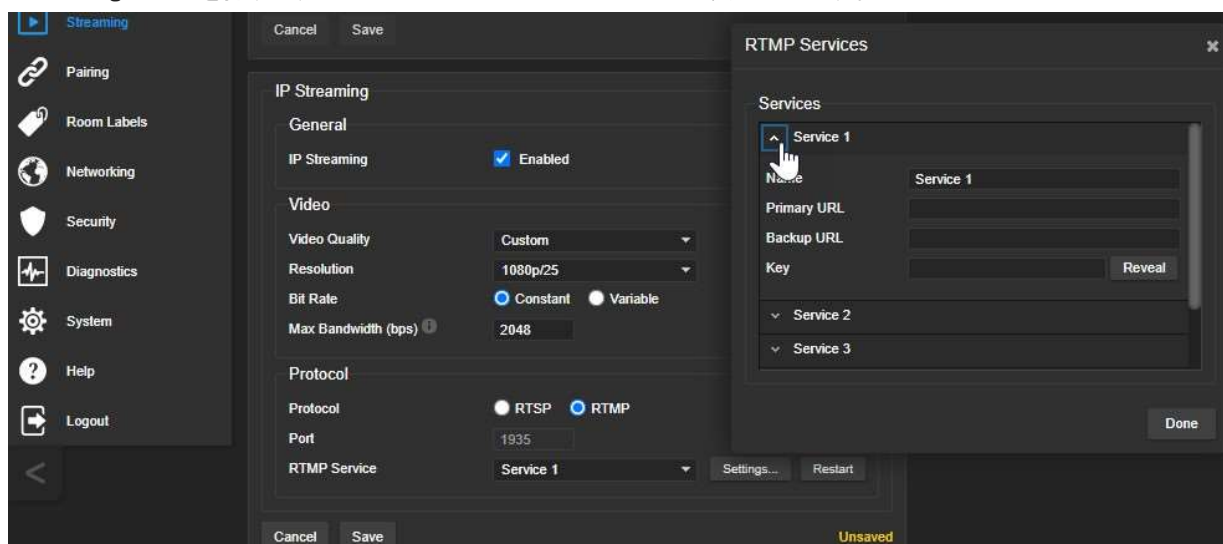 Streaming
Pairing
Room Labels
Networking
Security
Diagnostics
System
Help
Logout
Cancel Save
IP Streaming
General
IP Streaming Enabled
Video
Video Quality Custom
Resolution 1080p/25
Bit Rate Constant Variable
Max Bandwidth (bps) 2048
Protocol
Protocol RTSP RTMP
Port 1935
RTMP Service Service 1 Settings... Restart
Cancel Save Unsaved
RTMP Services
Services
Service 1
Name Service 1
Primary URL
Backup URL
Key Reveal
Service 2
Service 3
Done